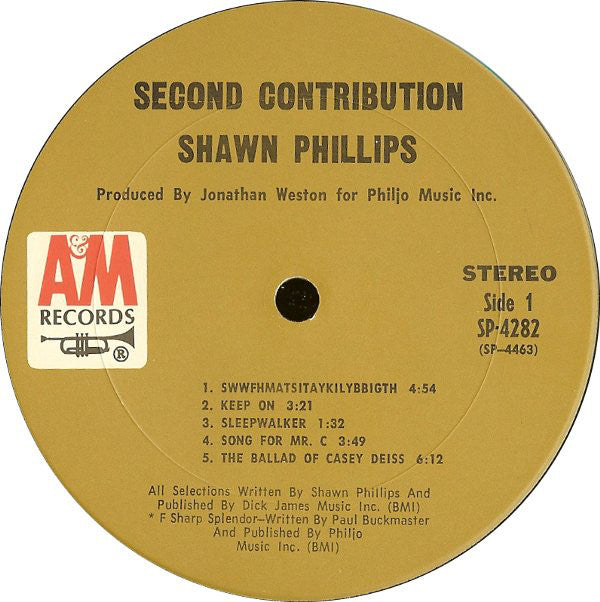 SECOND CONTRIBUTION
SHAWN PHILLIPS
Produced By Jonathan Weston for Philjo Music Inc.
A&M
RECORDS
®
STEREO
Side 1
SP-4282
(SP-4463)
1. SWWFHMATSITAYKILYBBIGTH 4:54
2. KEEP ON 3:21
3. SLEEPWALKER 1:32
4. SONG FOR MR. C 3:49
5. THE BALLAD OF CASEY DEISS 6:12
All Selections Written By Shawn Phillips And
Published By Dick James Music Inc. (BMI)
* F Sharp Splendor—Written By Paul Buckmaster
And Published By Philjo
Music Inc. (BMI)